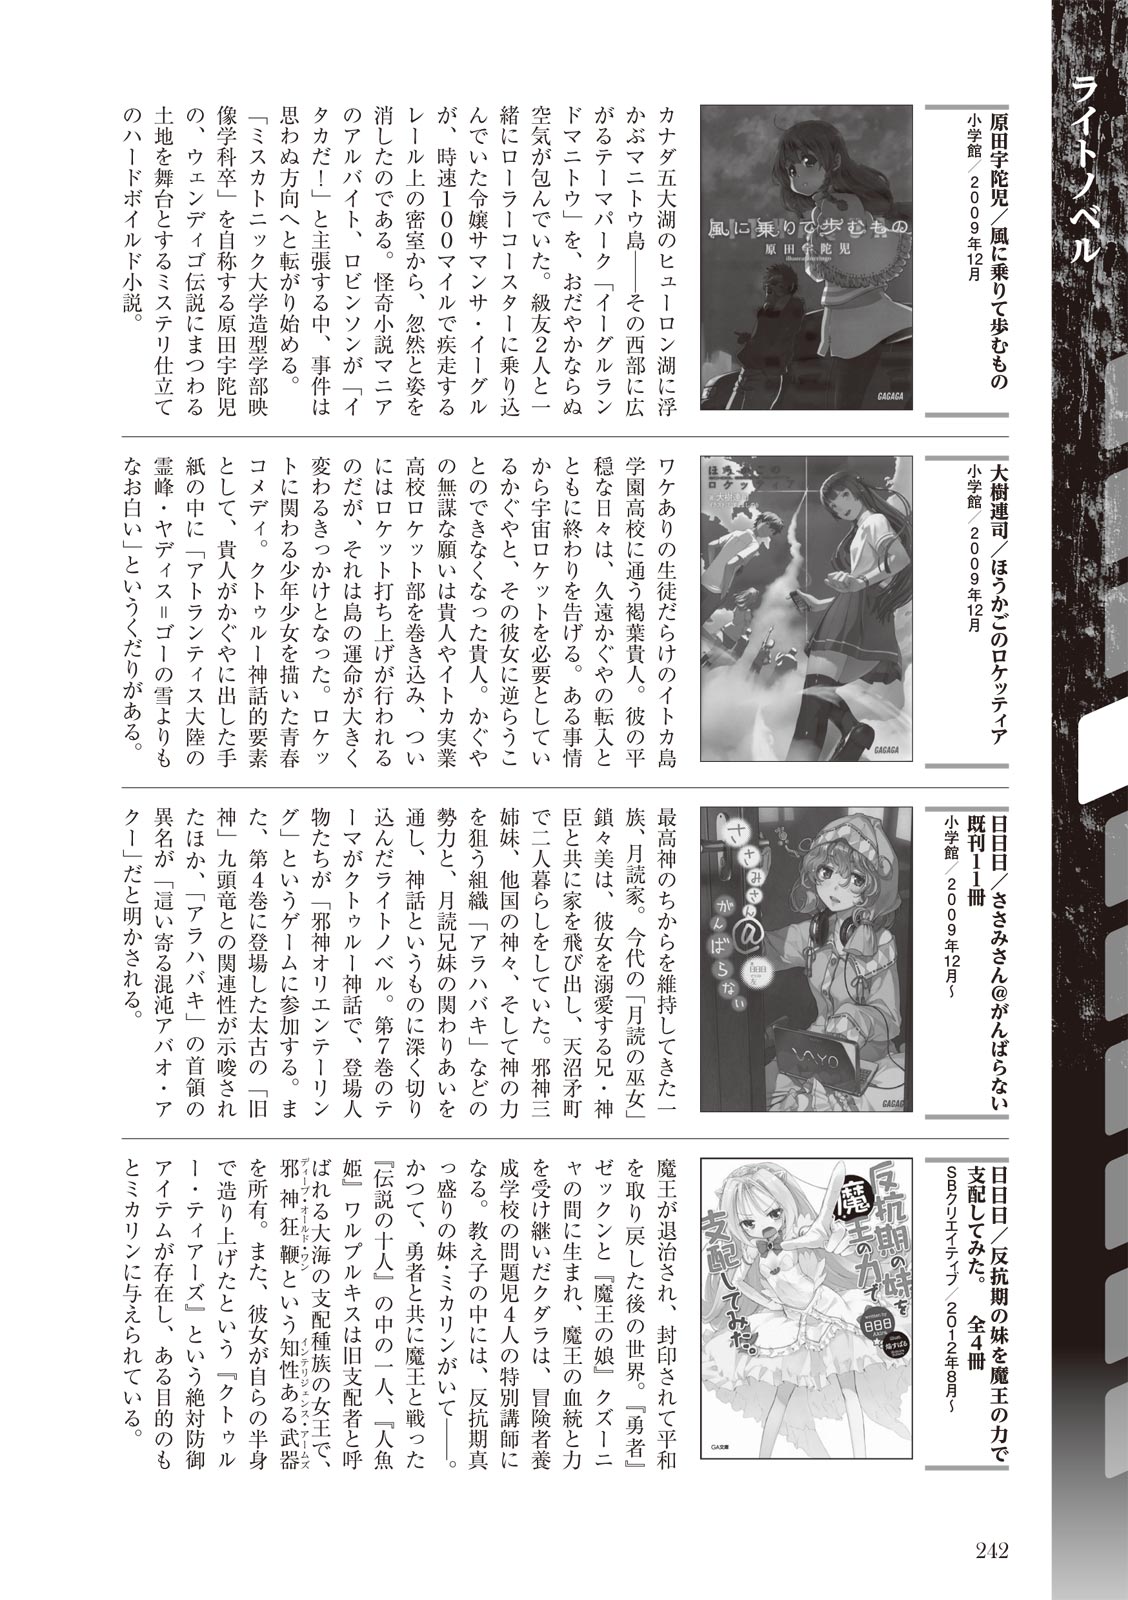 ライトノベル
原田宇陀児／風に乗りて歩むもの
小学館／2009年12月
風に乗りて歩むもの
原田宇陀児
GAGAGA
カナダ五大湖のヒューロン湖に浮
かぶマニトウ島――その西部に広
がるテーマパーク「イーグルラン
ドマニトウ」を、おだやかならぬ
空気が包んでいた。級友２人と一
緒にローラーコースターに乗り込
んでいた令嬢サマンサ・イーグル
が、時速１００マイルで疾走する
レール上の密室から、忽然と姿を
消したのである。怪奇小説マニア
のアルバイト、ロビンソンが「イ
タカだ！」と主張する中、事件は
思わぬ方向へと転がり始める。
「ミスカトニック大学造型学部映
像学科卒」を自称する原田宇陀児
の、ウェンディゴ伝説にまつわる
土地を舞台とするミステリ仕立て
のハードボイルド小説。
大樹連司／ほうかごのロケッティア
小学館／2009年12月
ほうかごの
ロケッティア
大樹連司
GAGAGA
ワケありの生徒だらけのイトカ島
学園高校に通う褐葉貴人。彼の平
穏な日々は、久遠かぐやの転入と
ともに終わりを告げる。ある事情
から宇宙ロケットを必要としてい
るかぐやと、その彼女に逆らうこ
とのできなくなった貴人。かぐや
の無謀な願いは貴人やイトカ実業
高校ロケット部を巻き込み、つい
にはロケット打ち上げが行われる
のだが、それは島の運命が大きく
変わるきっかけとなった。ロケッ
トに関わる少年少女を描いた青春
コメディ。クトゥルー神話的要素
として、貴人がかぐやに出した手
紙の中に「アトランティス大陸の
霊峰・ヤディス＝ゴーの雪よりも
なお白い」というくだりがある。
日日日／ささみさん＠がんばらない
既刊１１冊
小学館／2009年12月～
ささみさん@がんばらない
日日日
VAYO
GAGAGA
最高神のちからを維持してきた一
族、月読家。今代の「月読の巫女」
鎖々美は、彼女を溺愛する兄・神
臣と共に家を飛び出し、天沼矛町
で二人暮らしをしていた。邪神三
姉妹、他国の神々、そして神の力
を狙う組織「アラハバキ」などの
勢力と、月読兄妹の関わりあいを
通し、神話というものに深く切り
込んだライトノベル。第７巻のテ
ーマがクトゥルー神話で、登場人
物たちが「邪神オリエンテーリン
グ」というゲームに参加する。ま
た、第４巻に登場した太古の「旧
神」九頭竜との関連性が示唆され
たほか、「アラハバキ」の首領の
異名が「這い寄る混沌アバオ・ア
クー」だと明かされる。
日日日／反抗期の妹を魔王の力で
支配してみた。　全４冊
SBクリエイティブ／2012年8月～
反抗期の妹を
魔王の力で
支配してみた。
日日日
GA文庫
魔王が退治され、封印されて平和
を取り戻した後の世界。『勇者』
ゼックンと『魔王の娘』クズーニ
ャの間に生まれ、魔王の血統と力
を受け継いだクダラは、冒険者養
成学校の問題児４人の特別講師に
なる。教え子の中には、反抗期真
っ盛りの妹・ミカリンがいて――。
かつて、勇者と共に魔王と戦った
『伝説の十人』の中の一人、『人魚
姫』ワルプルキスは旧支配者と呼
ばれる大海の支配種族の女王で、
ディープ・オールド・ワン　インテリジェンス・アームズ
邪神狂鞭という知性ある武器
を所有。また、彼女が自らの半身
で造り上げたという『クトゥル
ー・ティアーズ』という絶対防御
アイテムが存在し、ある目的のも
とミカリンに与えられている。
242